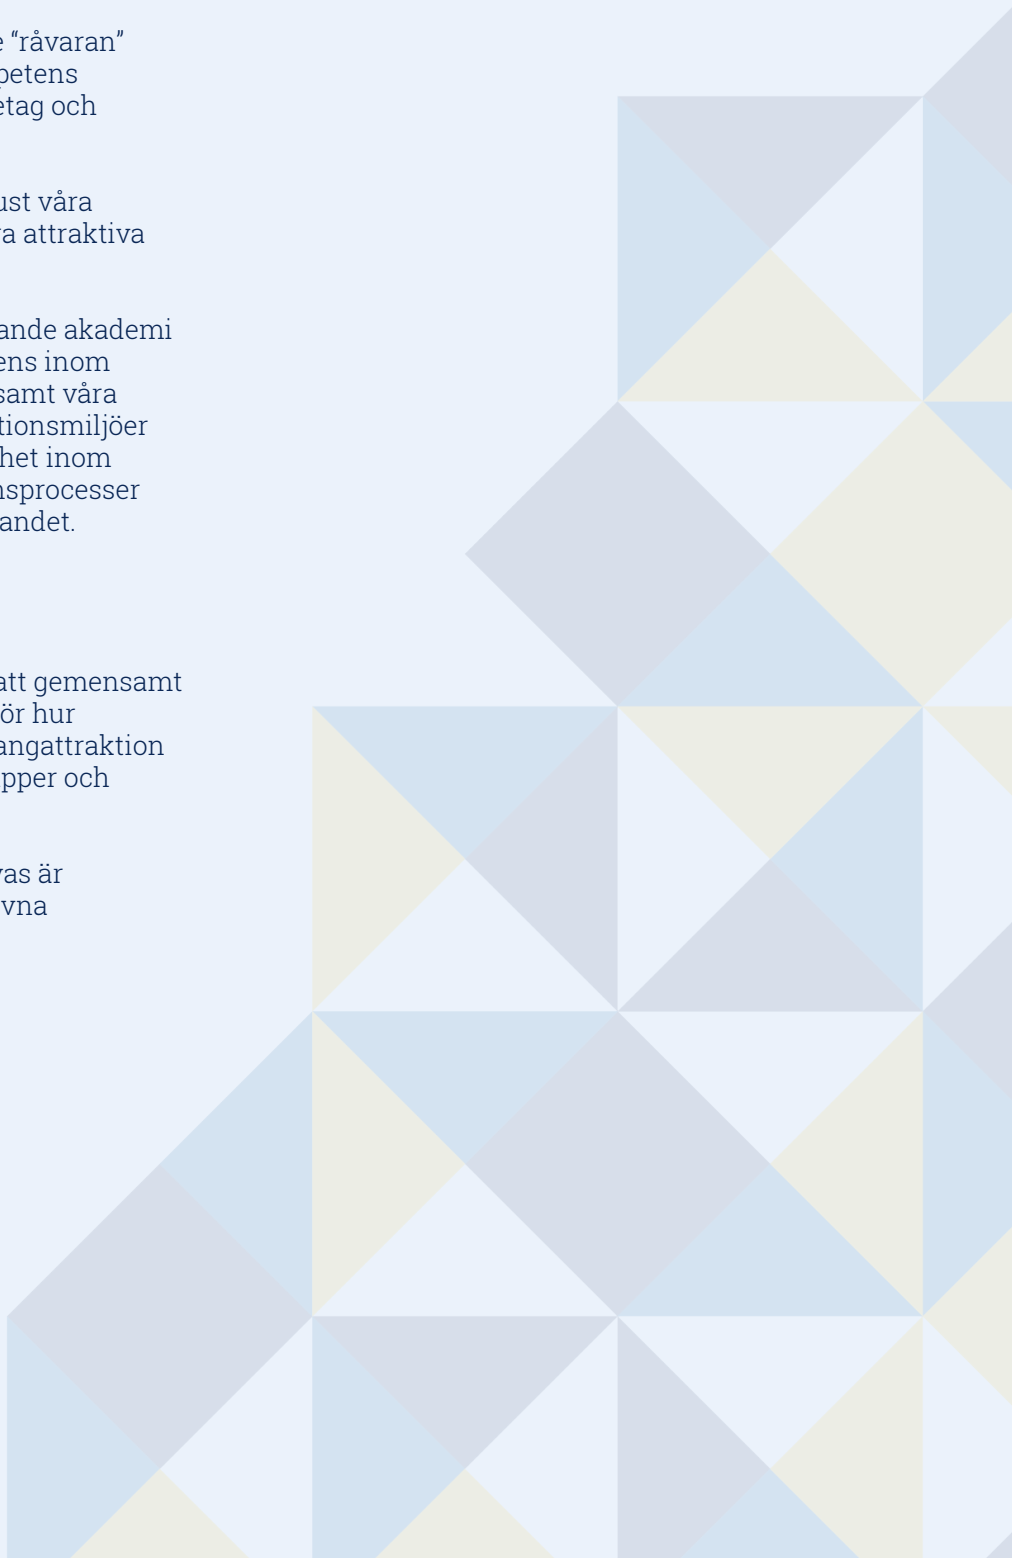 e “råvaran”
petens
etag och
ust våra
ra attraktiva
ande akademi
ens inom
samt våra
tionsmiljöer
het inom
nsprocesser
andet.
att gemensamt
ör hur
angattraktion
pper och
vas är
vna